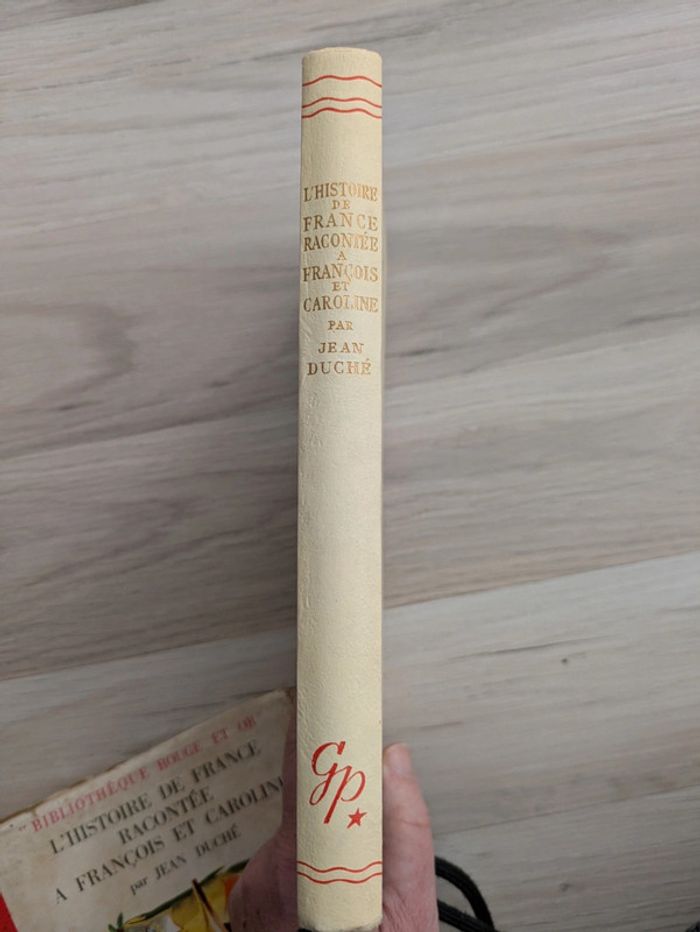 L'HISTOIRE
DE
FRANCE
RACONTÉE
A
FRANÇOIS
ET
CAROLINE
PAR
JEAN
DUCHÉ
Gp
BIBLIOTHÈQUE ROUGE ET OR
L'HISTOIRE DE FRANCE
RACONTÉE
A FRANÇOIS ET CAROLINE
par JEAN DUCHÉ